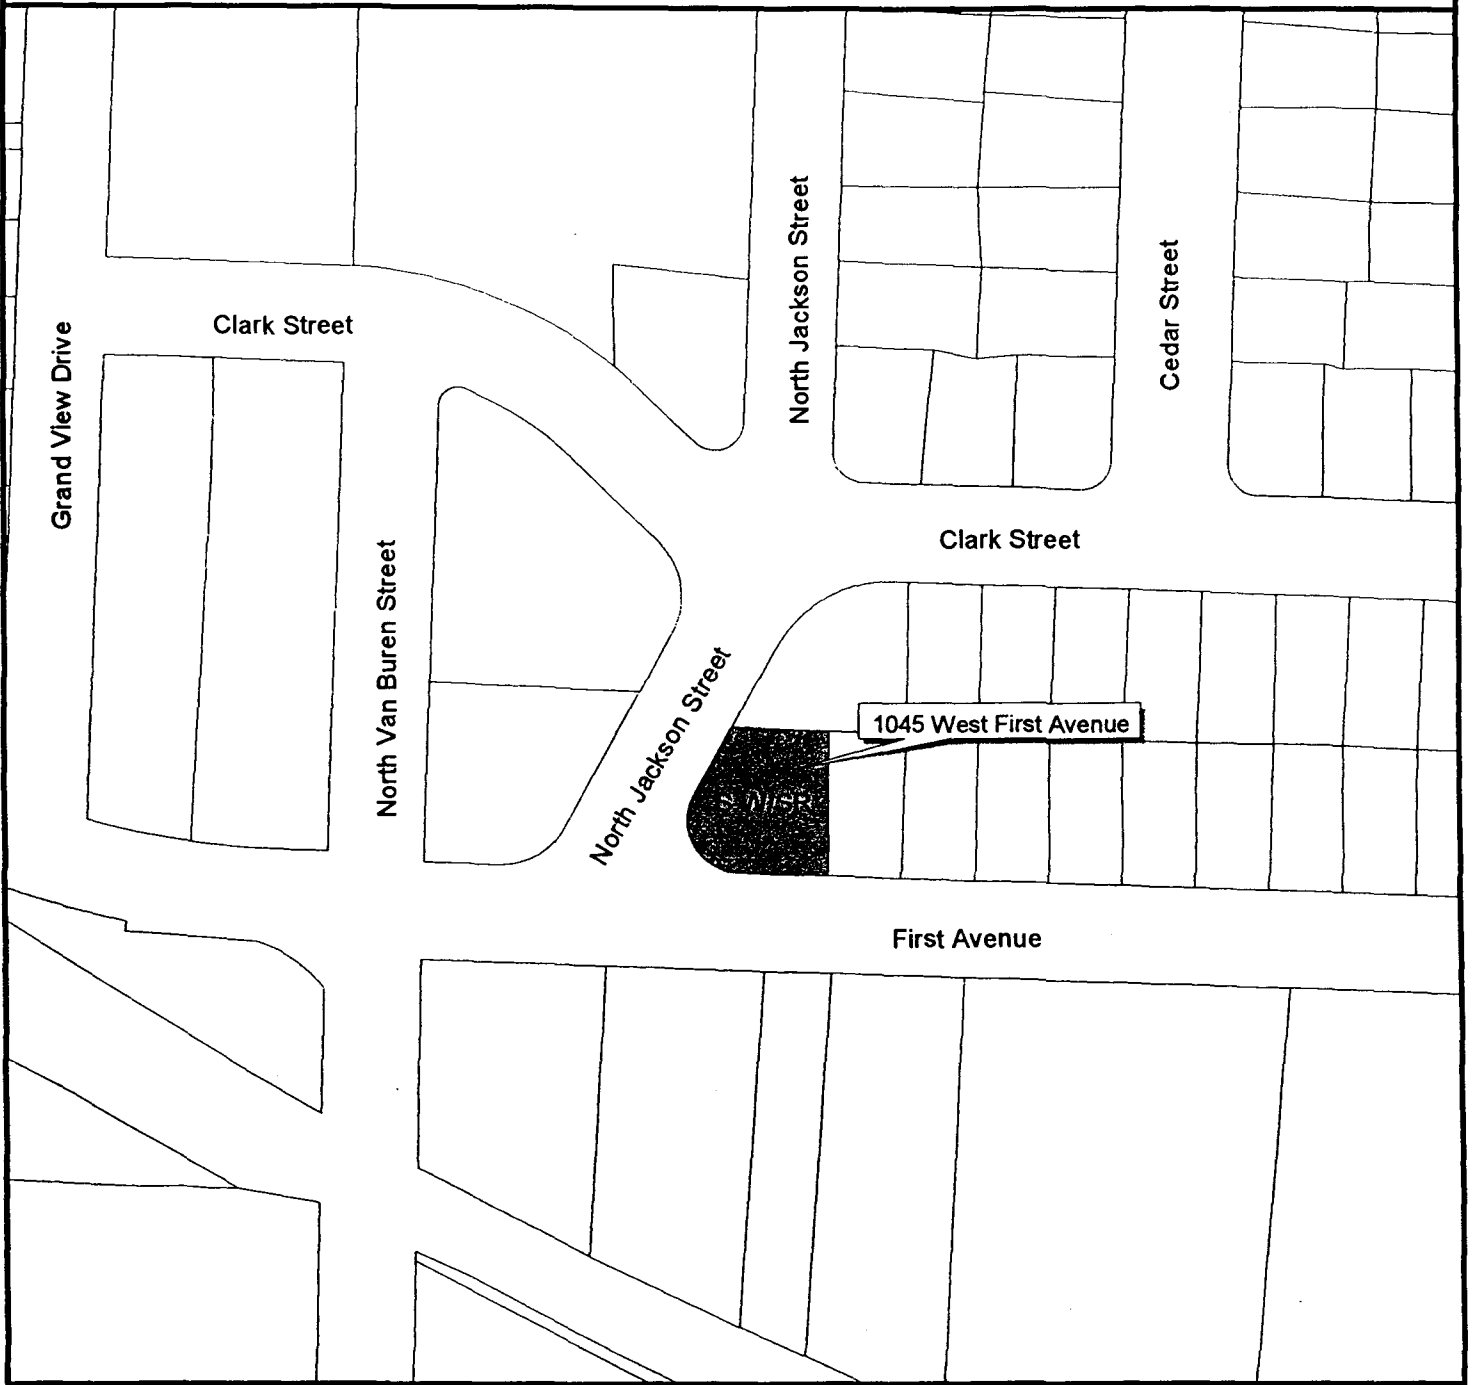 Clark Street
Grand View Drive
North Jackson Street
Cedar Street
Clark Street
North Van Buren Street
North Jackson Street
1045 West First Avenue
First Avenue